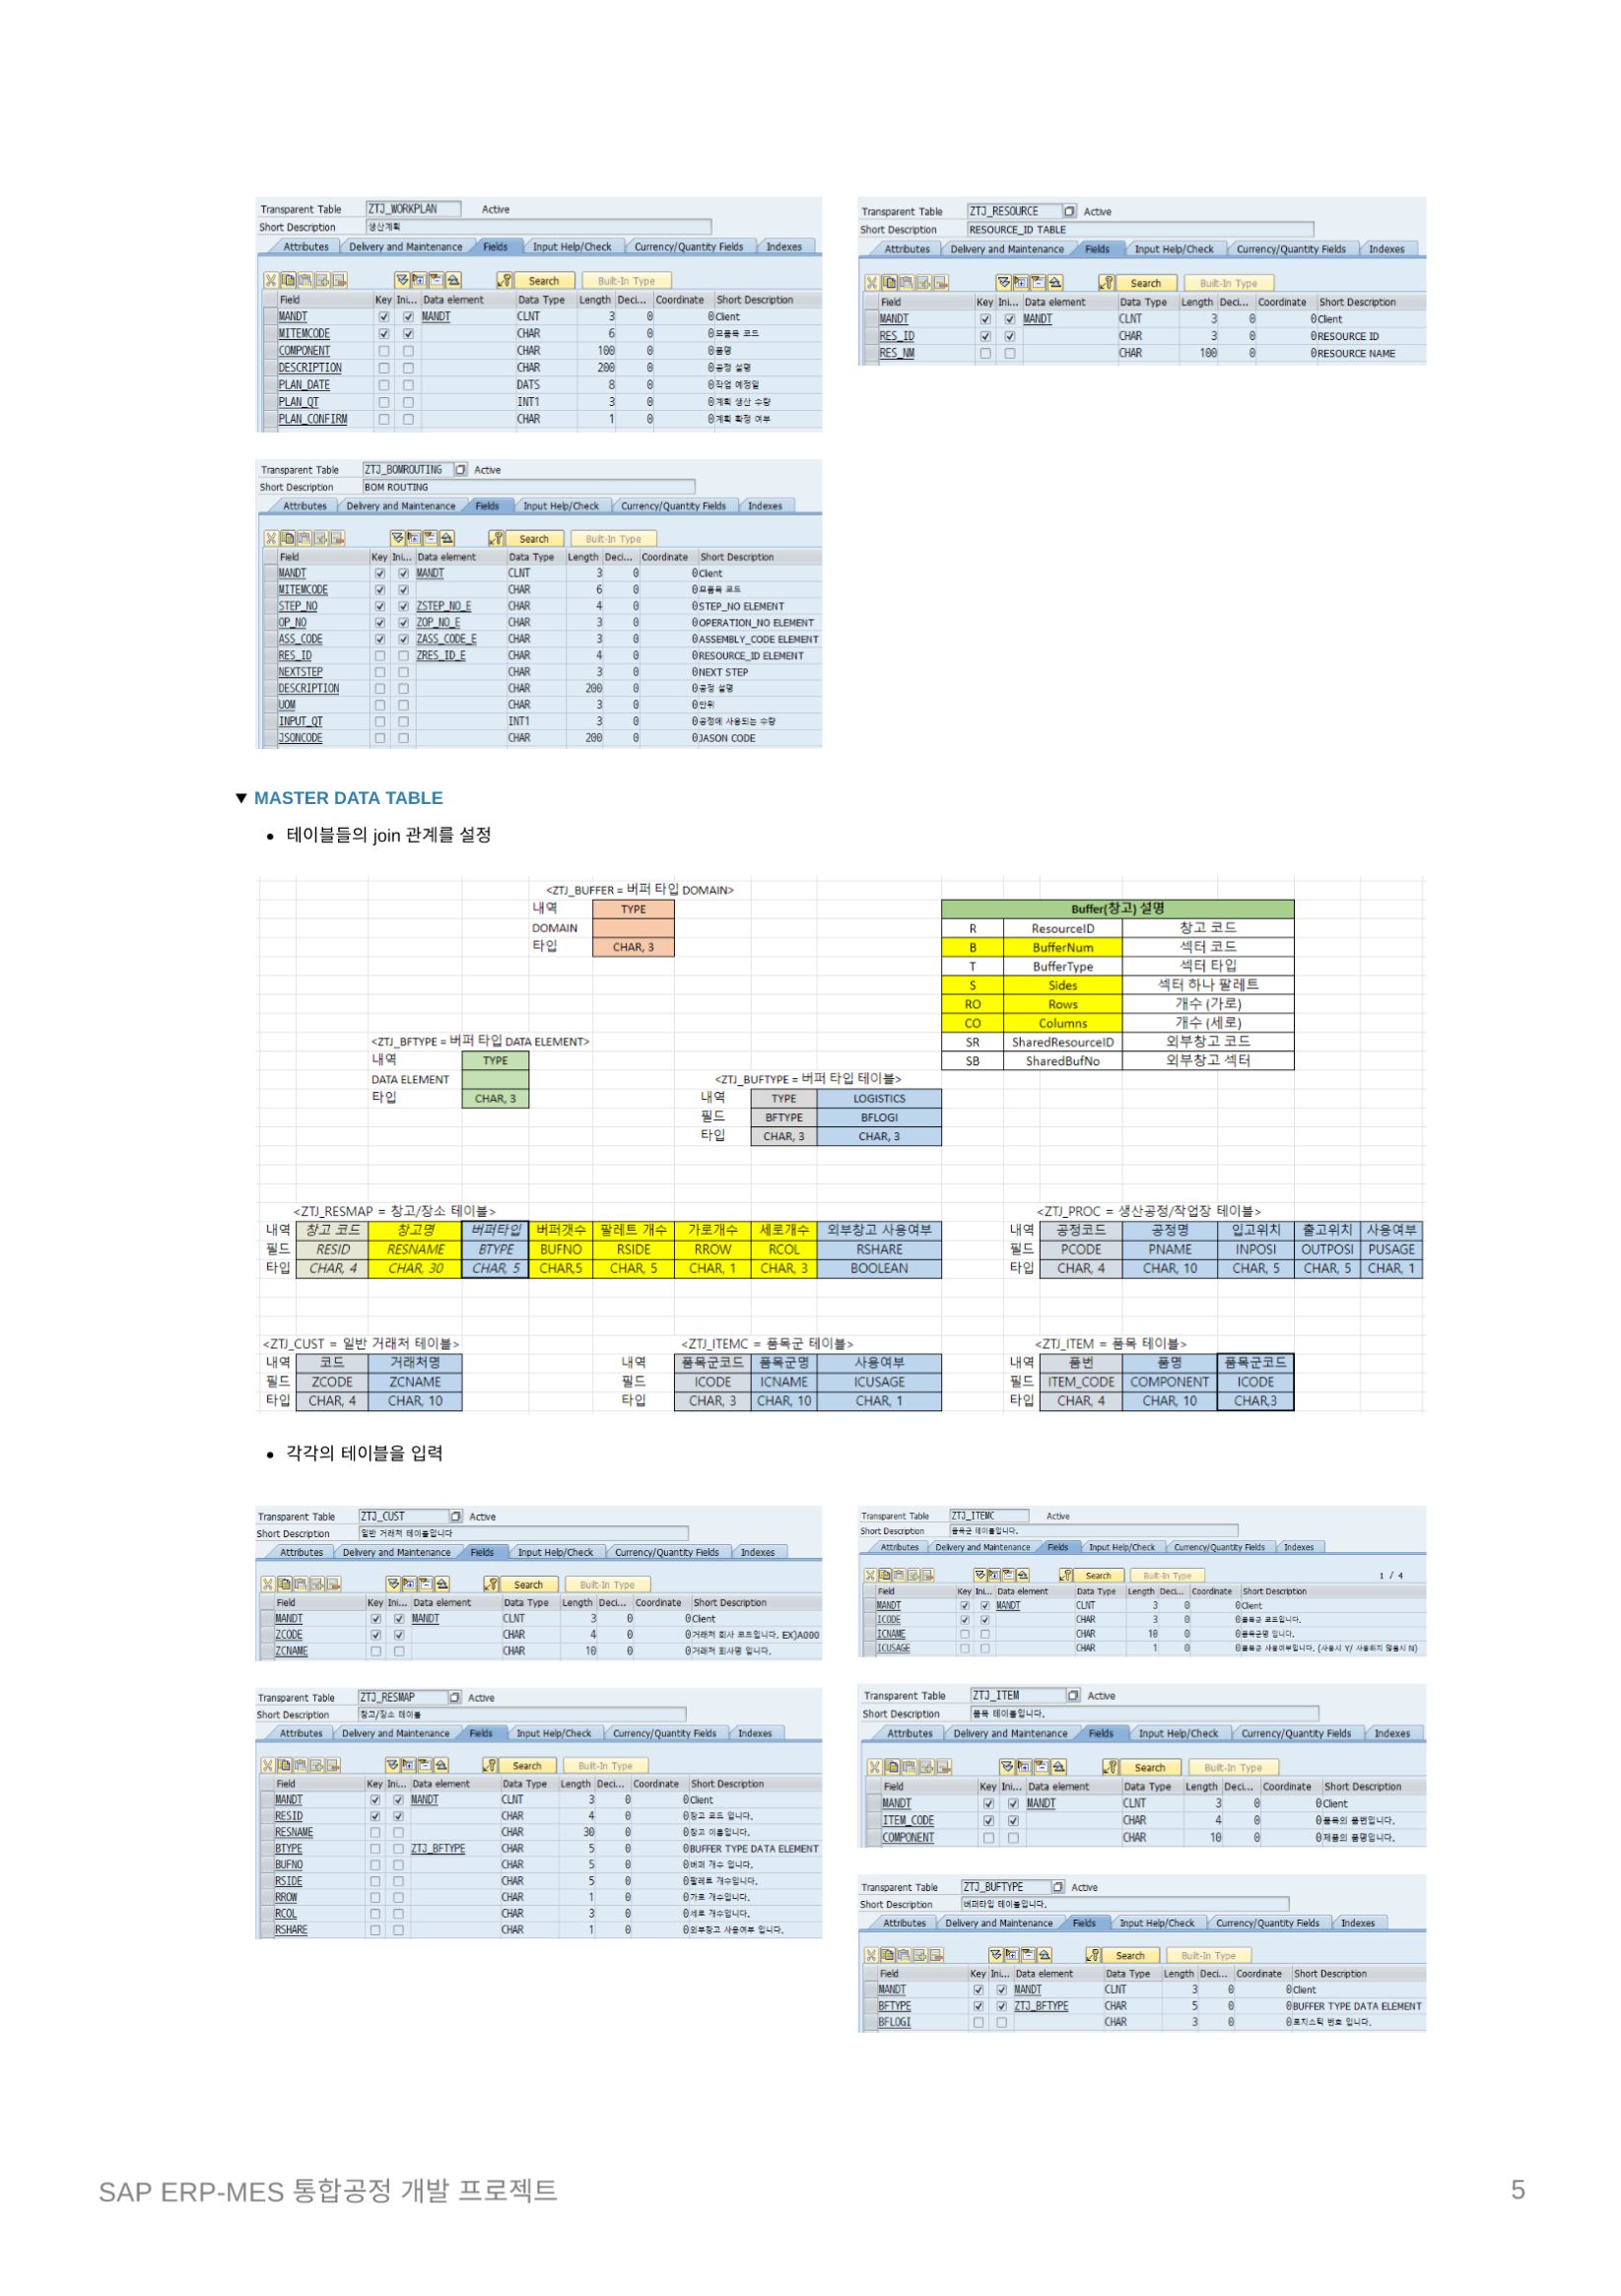 Transparent Table ZTJ_WORKPLAN Active
Short Description 생산계획
Attributes Delivery and Maintenance Fields Input Help/Check Currency/Quantity Fields Indexes
Search Built-In Type
Field Key Ini... Data element Data Type Length Deci... Coordinate Short Description
MANDT MANDT CLNT 3 0 0 Client
MITEMCODE CHAR 6 0 0 모품목 코드
COMPONENT CHAR 100 0 0 품명
DESCRIPTION CHAR 200 0 0 공정 설명
PLAN_DATE DATS 8 0 0 작업 예정일
PLAN_QT INT1 3 0 0 계획 생산 수량
PLAN_CONFIRM CHAR 1 0 0 계획 확정 여부
Transparent Table ZTJ_RESOURCE Active
Short Description RESOURCE_ID TABLE
Attributes Delivery and Maintenance Fields Input Help/Check Currency/Quantity Fields Indexes
Search Built-In Type
Field Key Ini... Data element Data Type Length Deci... Coordinate Short Description
MANDT MANDT CLNT 3 0 0 Client
RES_ID CHAR 3 0 0 RESOURCE ID
RES_NM CHAR 100 0 0 RESOURCE NAME
Transparent Table ZTJ_BOMROUTING Active
Short Description BOM ROUTING
Attributes Delivery and Maintenance Fields Input Help/Check Currency/Quantity Fields Indexes
Search Built-In Type
Field Key Ini... Data element Data Type Length Deci... Coordinate Short Description
MANDT MANDT CLNT 3 0 0 Client
MITEMCODE CHAR 6 0 0 모품목 코드
STEP_NO ZSTEP_NO_E CHAR 4 0 0 STEP_NO ELEMENT
OP_NO ZOP_NO_E CHAR 3 0 0 OPERATION_NO ELEMENT
ASS_CODE ZASS_CODE_E CHAR 3 0 0 ASSEMBLY_CODE ELEMENT
RES_ID ZRES_ID_E CHAR 4 0 0 RESOURCE_ID ELEMENT
NEXTSTEP CHAR 3 0 0 NEXT STEP
DESCRIPTION CHAR 200 0 0 공정 설명
UOM CHAR 3 0 0 단위
INPUT_QT INT1 3 0 0 공정에 사용되는 수량
JSONCODE CHAR 200 0 0 JASON CODE
▼ MASTER DATA TABLE
• 테이블들의 join 관계를 설정
<ZTJ_BUFFER = 버퍼 타입 DOMAIN>
내역 TYPE
DOMAIN
타입 CHAR, 3
Buffer(창고) 설명
R ResourceID 창고 코드
B BufferNum 섹터 코드
T BufferType 섹터 타입
S Sides 섹터 하나 팔레트
RO Rows 개수 (가로)
CO Columns 개수 (세로)
SR SharedResourceID 외부창고 코드
SB SharedBufNo 외부창고 섹터
<ZTJ_BFTYPE = 버퍼 타입 DATA ELEMENT>
내역 TYPE
DATA ELEMENT
타입 CHAR, 3
<ZTJ_BUFTYPE = 버퍼 타입 테이블>
내역 TYPE LOGISTICS
필드 BFTYPE BFLOGI
타입 CHAR, 3 CHAR, 3
<ZTJ_RESMAP = 창고/장소 테이블>
내역 창고 코드 창고명 버퍼타입 버퍼갯수 팔레트 개수 가로개수 세로개수 외부창고 사용여부
필드 RESID RESNAME BTYPE BUFNO RSIDE RROW RCOL RSHARE
타입 CHAR, 4 CHAR, 30 CHAR, 5 CHAR,5 CHAR, 5 CHAR, 1 CHAR, 3 BOOLEAN
<ZTJ_PROC = 생산공정/작업장 테이블>
내역 공정코드 공정명 입고위치 출고위치 사용여부
필드 PCODE PNAME INPOSI OUTPOSI PUSAGE
타입 CHAR, 4 CHAR, 10 CHAR, 5 CHAR, 5 CHAR, 1
<ZTJ_CUST = 일반 거래처 테이블>
내역 코드 거래처명
필드 ZCODE ZCNAME
타입 CHAR, 4 CHAR, 10
<ZTJ_ITEMC = 품목군 테이블>
내역 품목군코드 품목군명 사용여부
필드 ICODE ICNAME ICUSAGE
타입 CHAR, 3 CHAR, 10 CHAR, 1
<ZTJ_ITEM = 품목 테이블>
내역 품번 품명 품목군코드
필드 ITEM_CODE COMPONENT ICODE
타입 CHAR, 4 CHAR, 10 CHAR,3
• 각각의 테이블을 입력
Transparent Table ZTJ_CUST Active
Short Description 일반 거래처 테이블입니다
Attributes Delivery and Maintenance Fields Input Help/Check Currency/Quantity Fields Indexes
Search Built-In Type
Field Key Ini... Data element Data Type Length Deci... Coordinate Short Description
MANDT MANDT CLNT 3 0 0 Client
ZCODE CHAR 4 0 0 거래처 회사 코드입니다. EX)A000
ZCNAME CHAR 10 0 0 거래처 회사명 입니다.
Transparent Table ZTJ_ITEMC Active
Short Description 품목군 테이블입니다.
Attributes Delivery and Maintenance Fields Input Help/Check Currency/Quantity Fields Indexes
Search Built-In Type 1 / 4
Field Key Ini... Data element Data Type Length Deci... Coordinate Short Description
MANDT MANDT CLNT 3 0 0 Client
ICODE CHAR 3 0 0 품목군 코드입니다.
ICNAME CHAR 10 0 0 품목군명 입니다.
ICUSAGE CHAR 1 0 0 품목군 사용여부입니다. (사용시 Y/ 사용하지 않을시 N)
Transparent Table ZTJ_RESMAP Active
Short Description 창고/장소 테이블
Attributes Delivery and Maintenance Fields Input Help/Check Currency/Quantity Fields Indexes
Search Built-In Type
Field Key Ini... Data element Data Type Length Deci... Coordinate Short Description
MANDT MANDT CLNT 3 0 0 Client
RESID CHAR 4 0 0 창고 코드 입니다.
RESNAME CHAR 30 0 0 창고 이름입니다.
BTYPE ZTJ_BFTYPE CHAR 5 0 0 BUFFER TYPE DATA ELEMENT
BUFNO CHAR 5 0 0 버퍼 개수 입니다.
RSIDE CHAR 5 0 0 팔레트 개수입니다.
RROW CHAR 1 0 0 가로 개수입니다.
RCOL CHAR 3 0 0 세로 개수입니다.
RSHARE CHAR 1 0 0 외부창고 사용여부 입니다.
Transparent Table ZTJ_ITEM Active
Short Description 품목 테이블입니다.
Attributes Delivery and Maintenance Fields Input Help/Check Currency/Quantity Fields Indexes
Search Built-In Type
Field Key Ini... Data element Data Type Length Deci... Coordinate Short Description
MANDT MANDT CLNT 3 0 0 Client
ITEM_CODE CHAR 4 0 0 품목의 품번입니다.
COMPONENT CHAR 10 0 0 제품의 품명입니다.
Transparent Table ZTJ_BUFTYPE Active
Short Description 버퍼타입 테이블입니다.
Attributes Delivery and Maintenance Fields Input Help/Check Currency/Quantity Fields Indexes
Search Built-In Type
Field Key Ini... Data element Data Type Length Deci... Coordinate Short Description
MANDT MANDT CLNT 3 0 0 Client
BFTYPE ZTJ_BFTYPE CHAR 5 0 0 BUFFER TYPE DATA ELEMENT
BFLOGI CHAR 3 0 0 로지스틱 번호 입니다.
SAP ERP-MES 통합공정 개발 프로젝트 5